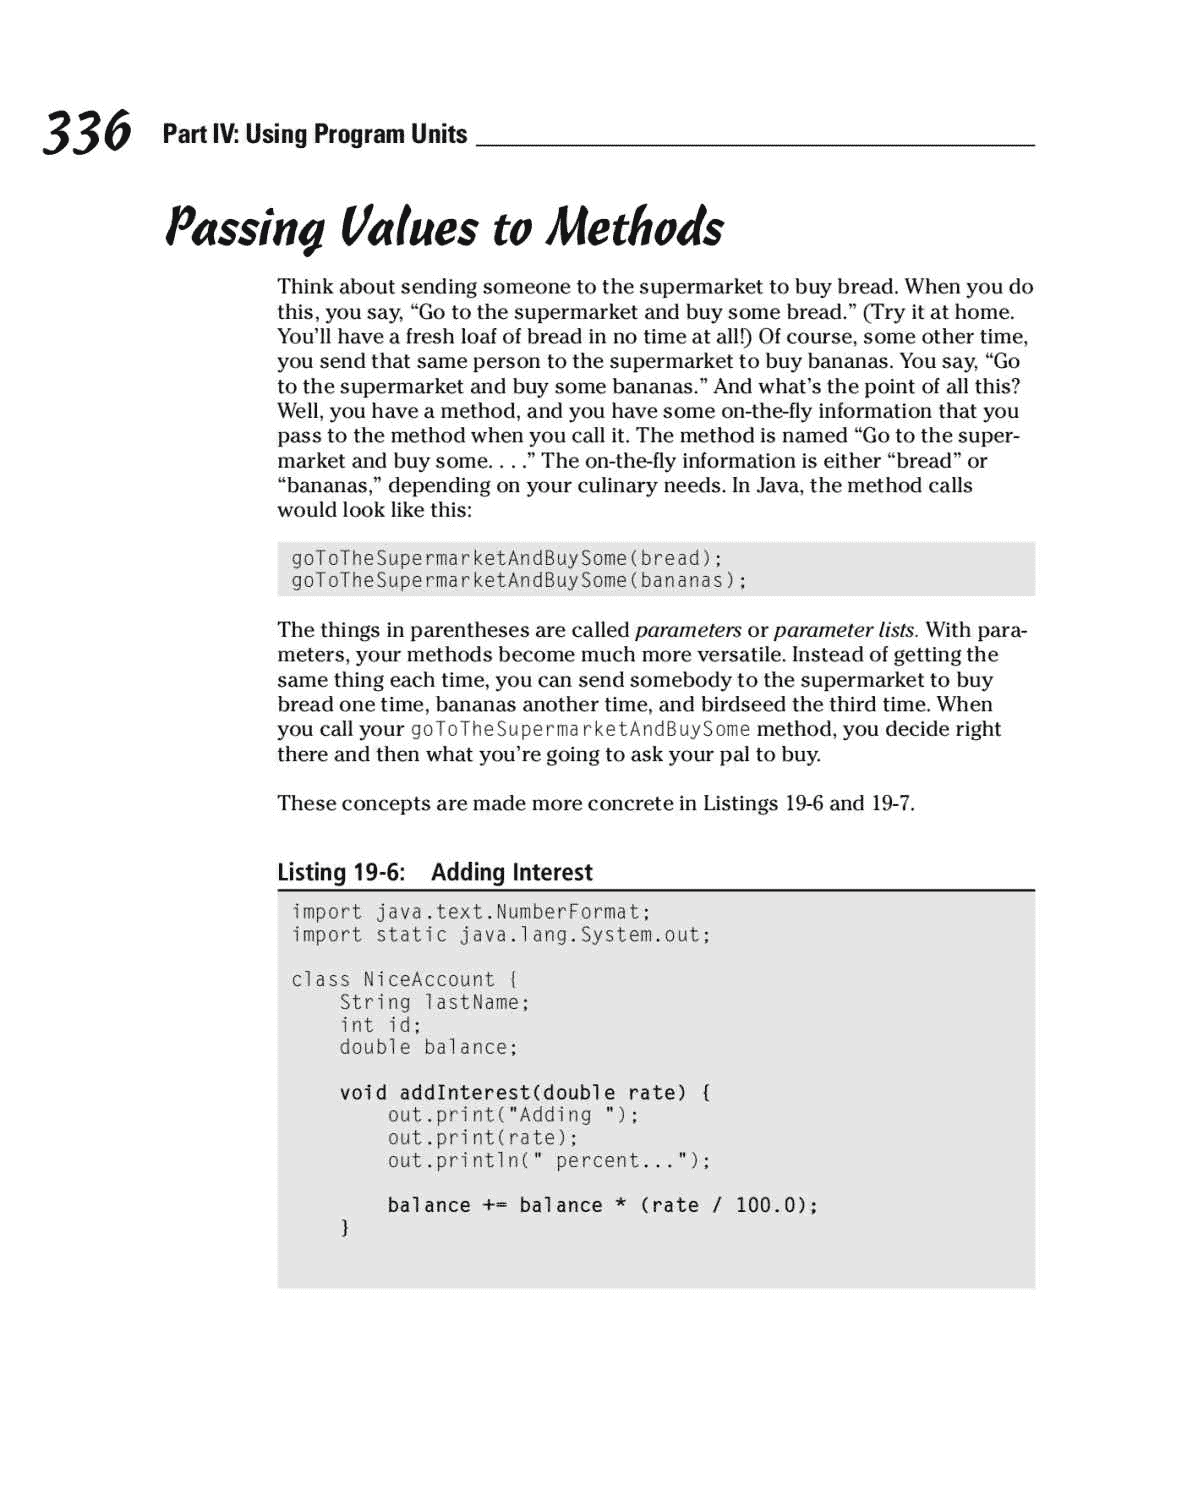 336 Part IV: Using Program Units
Passing Values to Methods
Think about sending someone to the supermarket to buy bread. When you do
this, you say, “Go to the supermarket and buy some bread.” (Try it at home.
You’ll have a fresh loaf of bread in no time at all!) Of course, some other time,
you send that same person to the supermarket to buy bananas. You say, “Go
to the supermarket and buy some bananas.” And what’s the point of all this?
Well, you have a method, and you have some on-the-fly information that you
pass to the method when you call it. The method is named “Go to the super-
market and buy some. . . .” The on-the-fly information is either “bread” or
“bananas,” depending on your culinary needs. In Java, the method calls
would look like this:
goToTheSupermarketAndBuySome(bread);
goToTheSupermarketAndBuySome(bananas);
The things in parentheses are called parameters or parameter lists. With para-
meters, your methods become much more versatile. Instead of getting the
same thing each time, you can send somebody to the supermarket to buy
bread one time, bananas another time, and birdseed the third time. When
you call your goToTheSupermarketAndBuySome method, you decide right
there and then what you’re going to ask your pal to buy.
These concepts are made more concrete in Listings 19-6 and 19-7.
Listing 19-6: Adding Interest
import java.text.NumberFormat;
import static java.lang.System.out;
class NiceAccount {
    String lastName;
    int id;
    double balance;
    void addInterest(double rate) {
        out.print("Adding ");
        out.print(rate);
        out.println(" percent...");
        balance += balance * (rate / 100.0);
    }